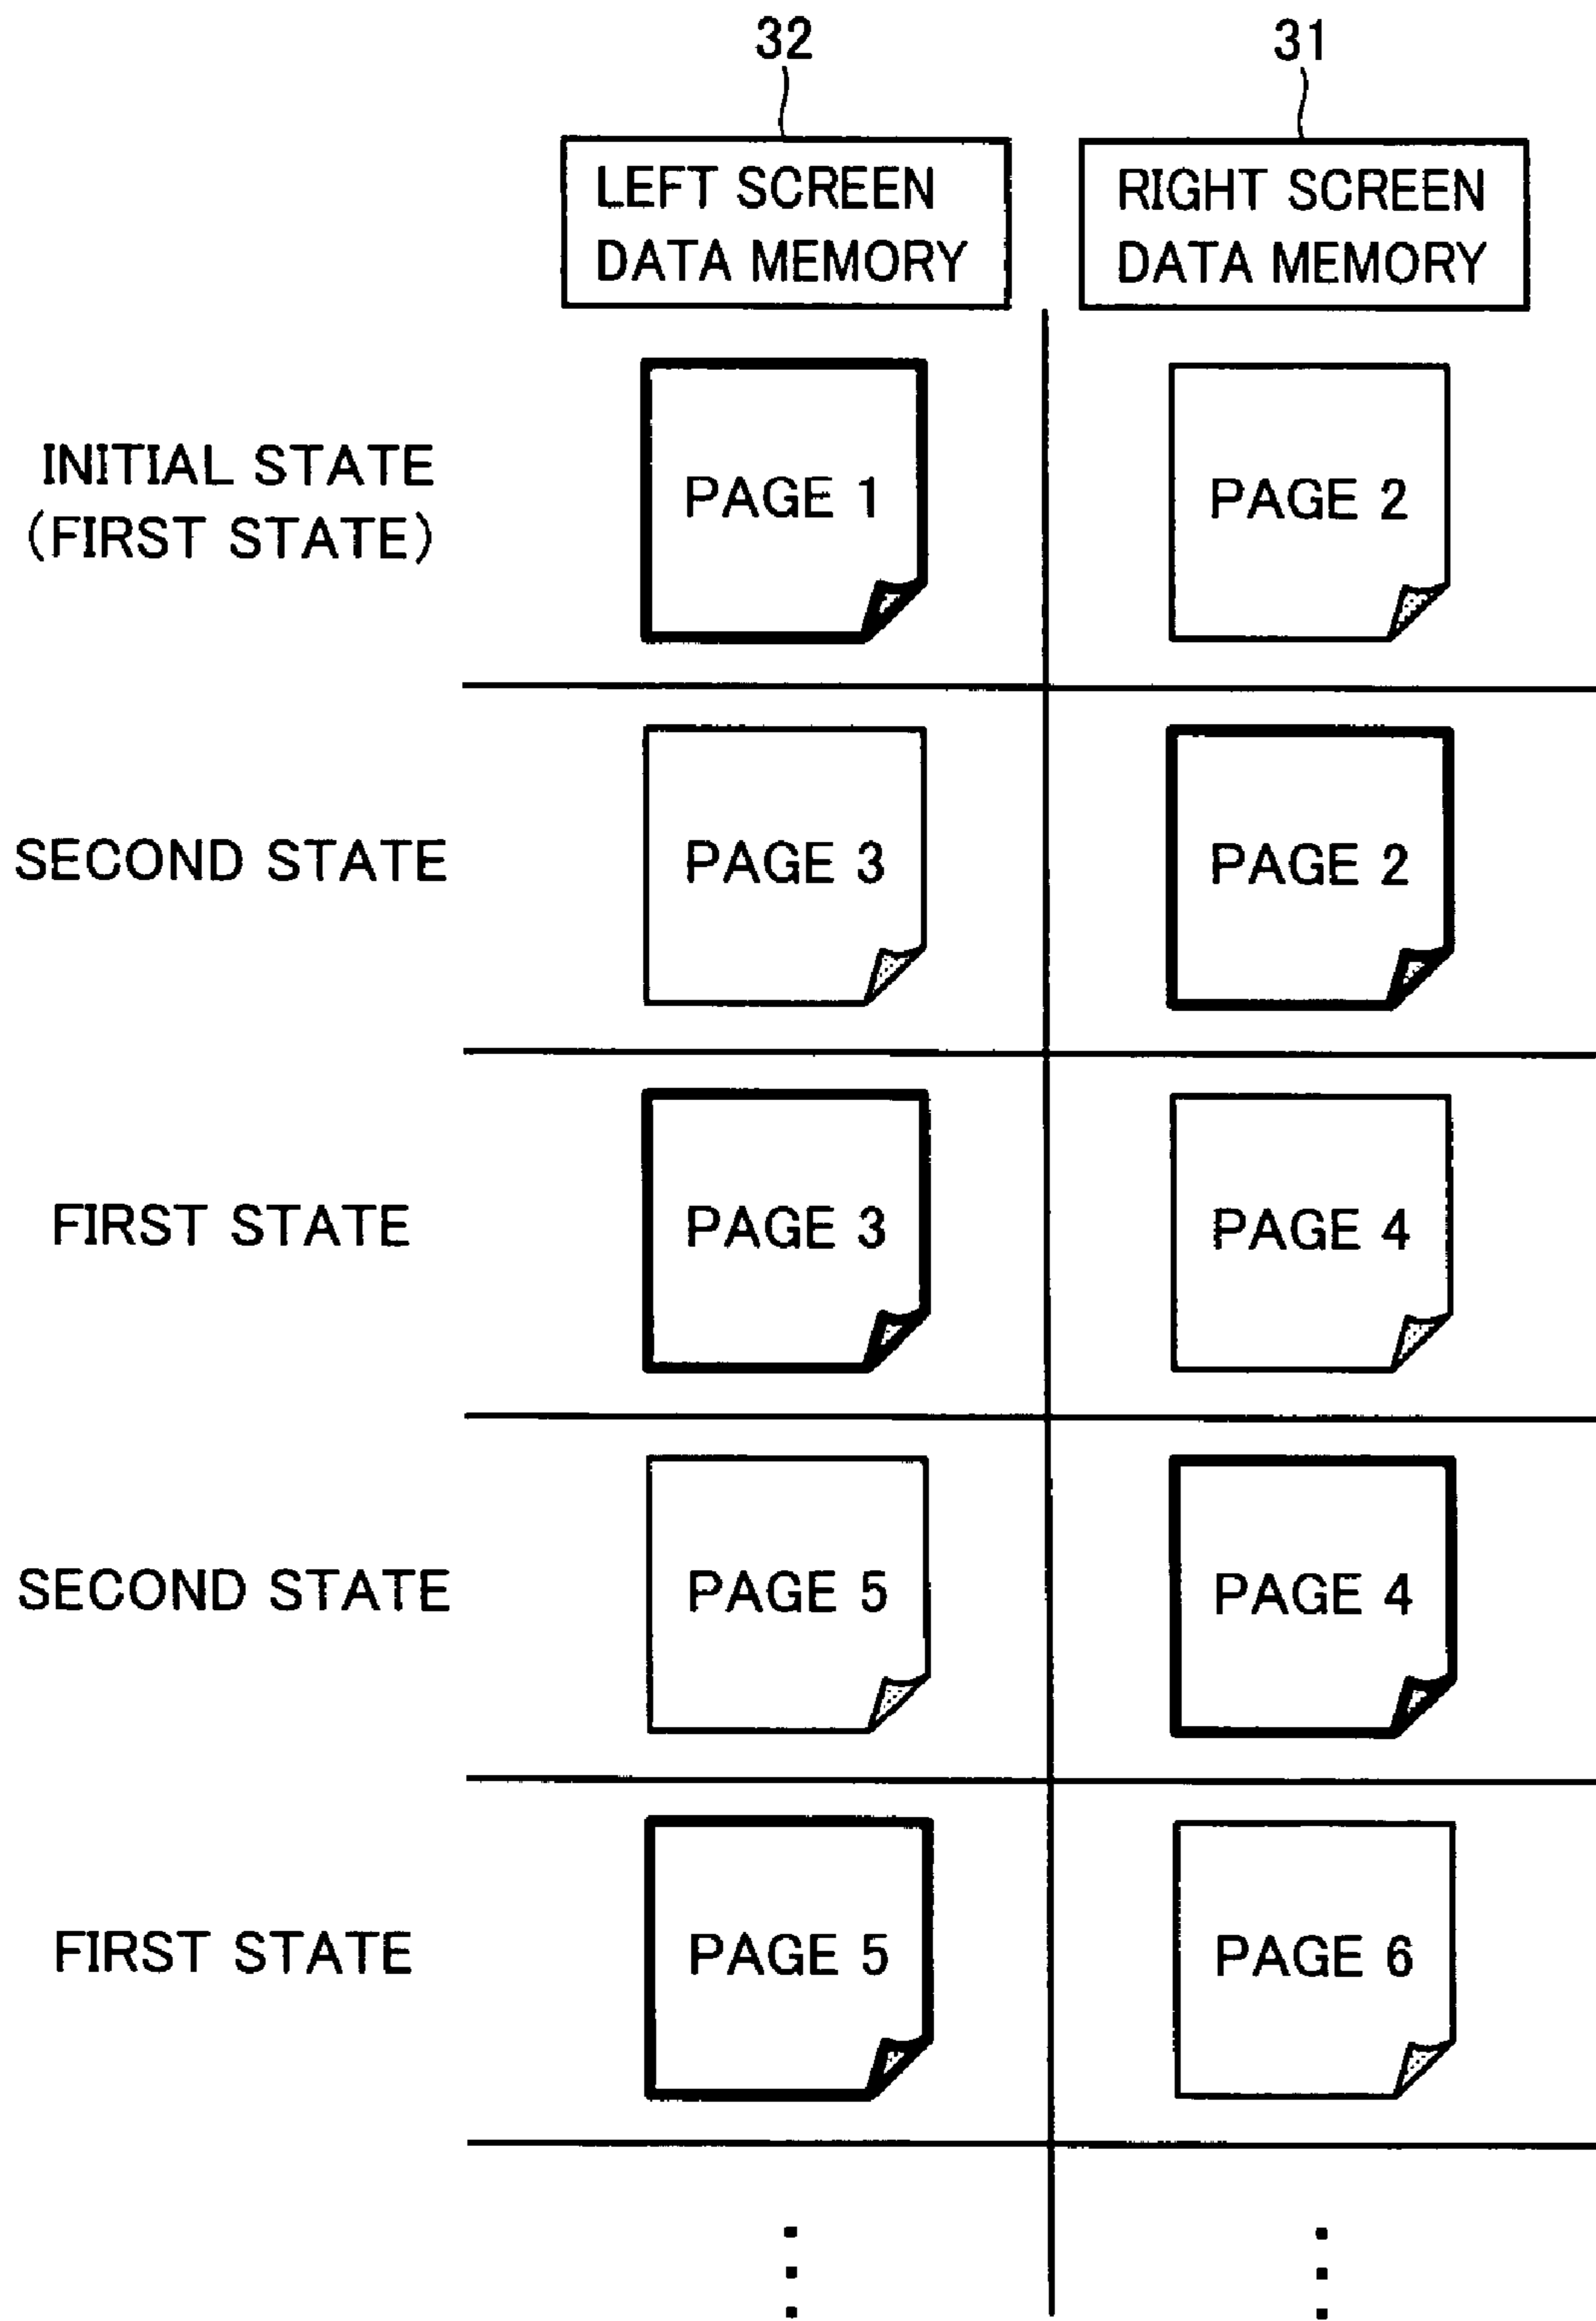 32
31
LEFT SCREEN
DATA MEMORY
RIGHT SCREEN
DATA MEMORY
INITIAL STATE
(FIRST STATE)
PAGE 1
PAGE 2
SECOND STATE
PAGE 3
PAGE 2
FIRST STATE
PAGE 3
PAGE 4
SECOND STATE
PAGE 5
PAGE 4
FIRST STATE
PAGE 5
PAGE 6